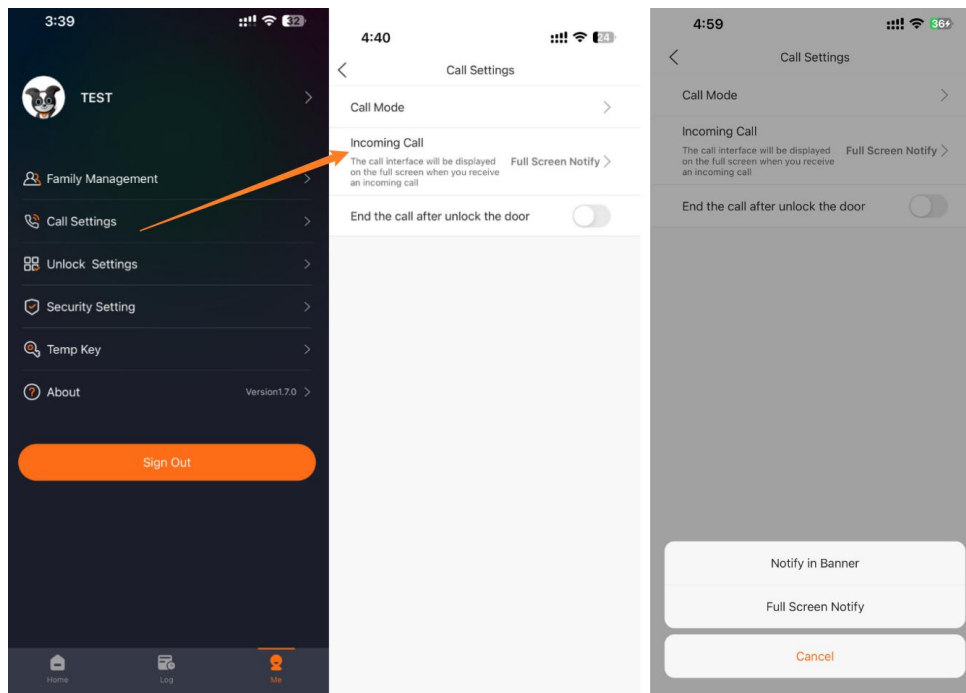 3:39
32
TEST
Family Management
Call Settings
Unlock Settings
Security Setting
Temp Key
About
Version1.7.0
Sign Out
Home
Log
Me
4:40
24
Call Settings
Call Mode
Incoming Call
The call interface will be displayed
on the full screen when you receive
an incoming call
Full Screen Notify
End the call after unlock the door
4:59
36
Call Settings
Call Mode
Incoming Call
The call interface will be displayed
on the full screen when you receive
an incoming call
Full Screen Notify
End the call after unlock the door
Notify in Banner
Full Screen Notify
Cancel